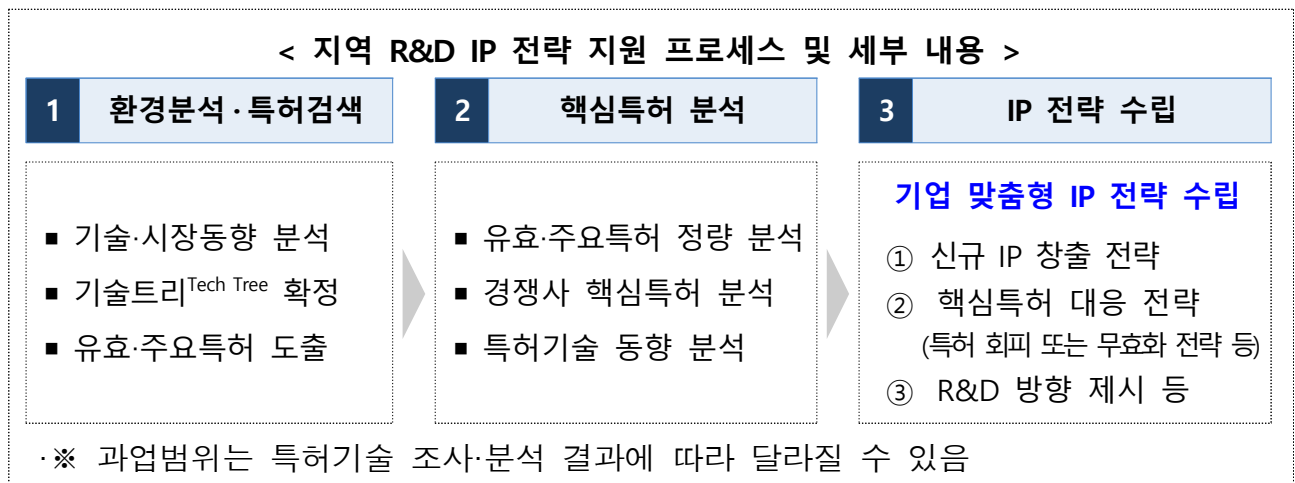 < 지역 R&D IP 전략 지원 프로세스 및 세부 내용 >
1 환경분석·특허검색
■ 기술·시장동향 분석
■ 기술트리Tech Tree 확정
■ 유효·주요특허 도출
2 핵심특허 분석
■ 유효·주요특허 정량 분석
■ 경쟁사 핵심특허 분석
■ 특허기술 동향 분석
3 IP 전략 수립
기업 맞춤형 IP 전략 수립
① 신규 IP 창출 전략
② 핵심특허 대응 전략
(특허 회피 또는 무효화 전략 등)
③ R&D 방향 제시 등
·※ 과업범위는 특허기술 조사·분석 결과에 따라 달라질 수 있음